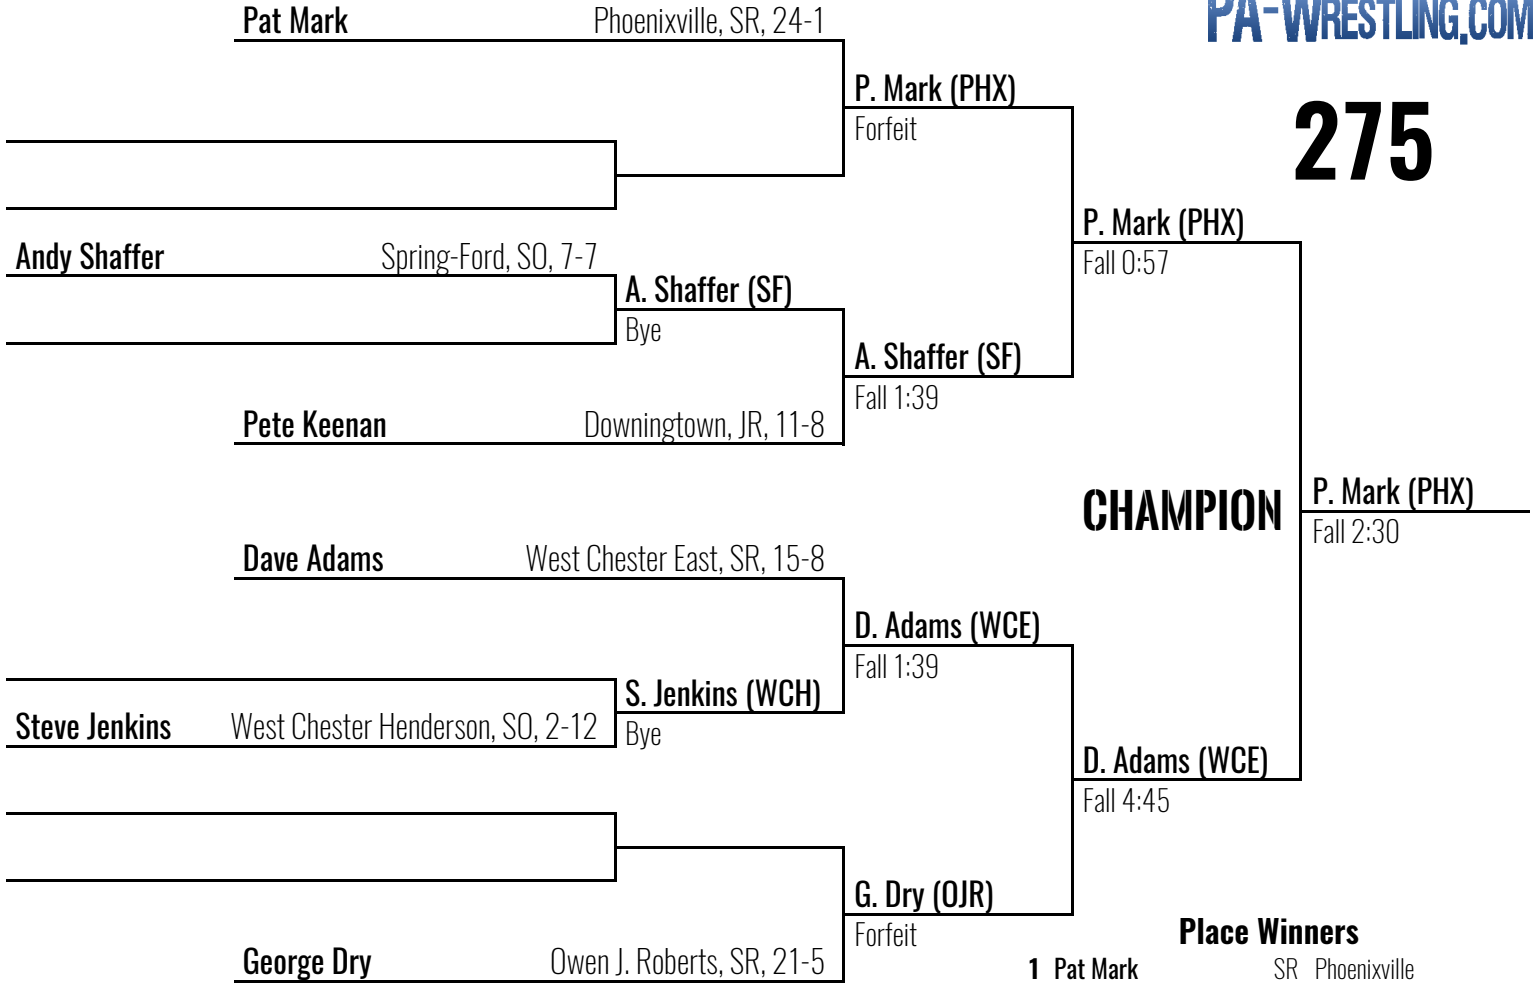 Pat Mark Phoenixville, SR, 24-1
PA-WRESTLING.COM
P. Mark (PHX)
Forfeit
275
P. Mark (PHX)
Fall 0:57
Andy Shaffer Spring-Ford, SO, 7-7
A. Shaffer (SF)
Bye
A. Shaffer (SF)
Fall 1:39
Pete Keenan Downingtown, JR, 11-8
CHAMPION
P. Mark (PHX)
Fall 2:30
Dave Adams West Chester East, SR, 15-8
D. Adams (WCE)
Fall 1:39
S. Jenkins (WCH)
Bye
Steve Jenkins West Chester Henderson, SO, 2-12
D. Adams (WCE)
Fall 4:45
G. Dry (OJR)
Forfeit
George Dry Owen J. Roberts, SR, 21-5
Place Winners
1 Pat Mark SR Phoenixville